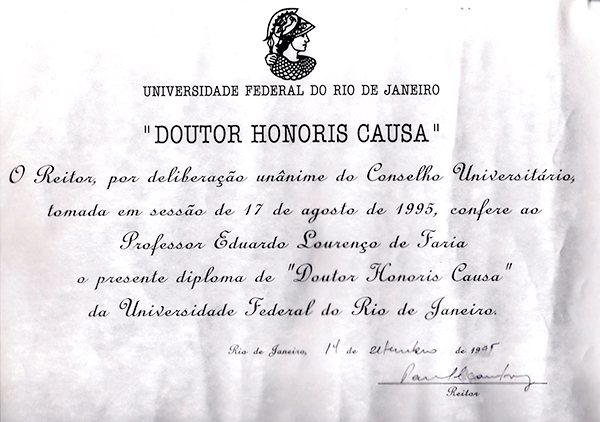 UNIVERSIDADE FEDERAL DO RIO DE JANEIRO
"DOUTOR HONORIS CAUSA"
O Reitor, por deliberação unânime do Conselho Universitário,
tomada em sessão de 17 de agosto de 1995, confere ao
Professor Eduardo Lourenço de Faria
o presente diploma de "Doutor Honoris Causa"
da Universidade Federal do Rio de Janeiro.
Rio de Janeiro, 14 de setembro de 1995
Reitor